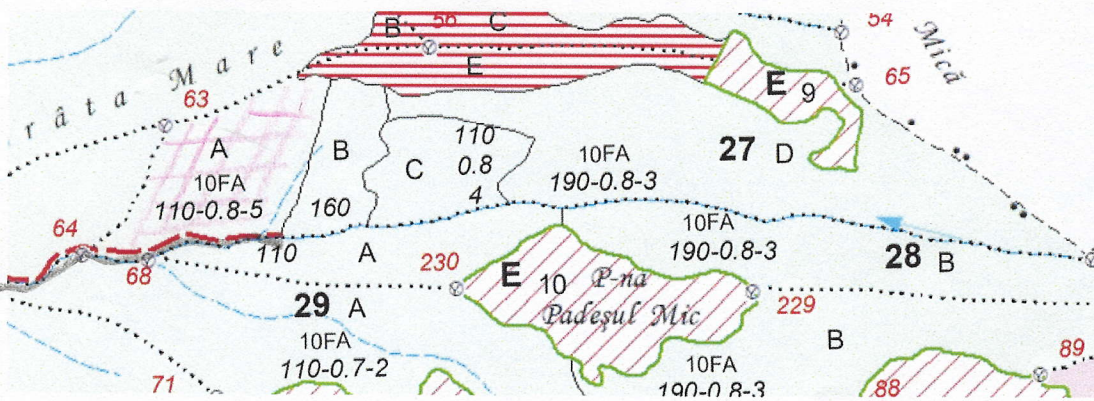 râta Mare
Mică
56
B
C
E
54
65
63
E 9
A
B
C
110
0.8
4
10FA
190-0.8-3
27 D
10FA
110-0.8-5
160
64
110
A
10FA
190-0.8-3
28 B
68
230
E 10
P-na
Padeșul Mic
229
29 A
10FA
110-0.7-2
B
10FA
190-0.8-3
89
71
88